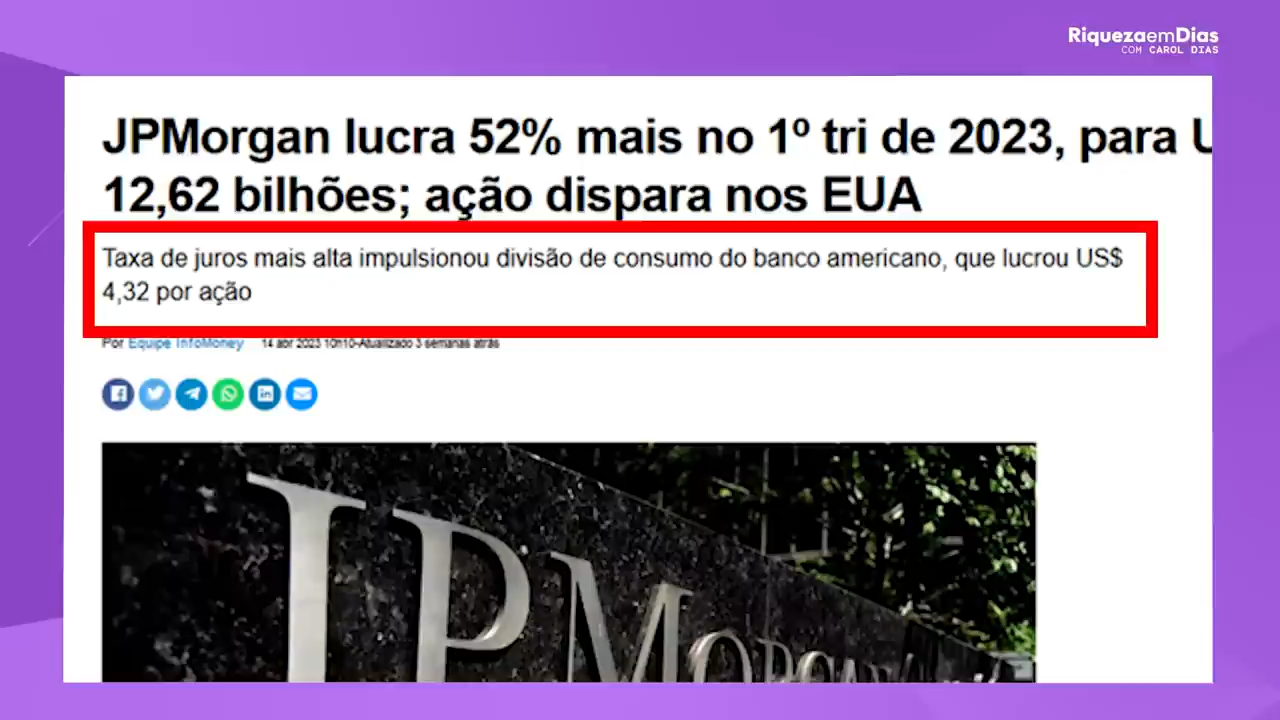 RiquezaemDias
COM CAROL DIAS
JPMorgan lucra 52% mais no 1º tri de 2023, para U
12,62 bilhões; ação dispara nos EUA
Taxa de juros mais alta impulsionou divisão de consumo do banco americano, que lucrou US$
4,32 por ação
Por Equipe InfoMoney 14 abr 2023 10h10-Atualizado 3 semanas atrás
JPMORGAN